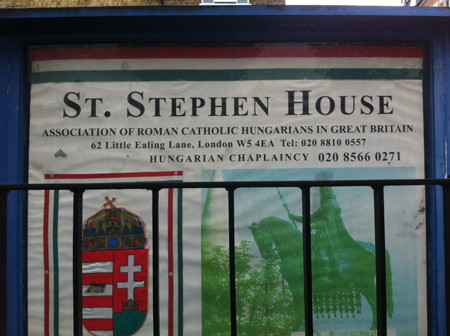 ST. STEPHEN HOUSE
ASSOCIATION OF ROMAN CATHOLIC HUNGARIANS IN GREAT BRITAIN
62 Little Ealing Lane, London W5 4EA Tel: 020 8810 0557
HUNGARIAN CHAPLAINCY 020 8566 0271